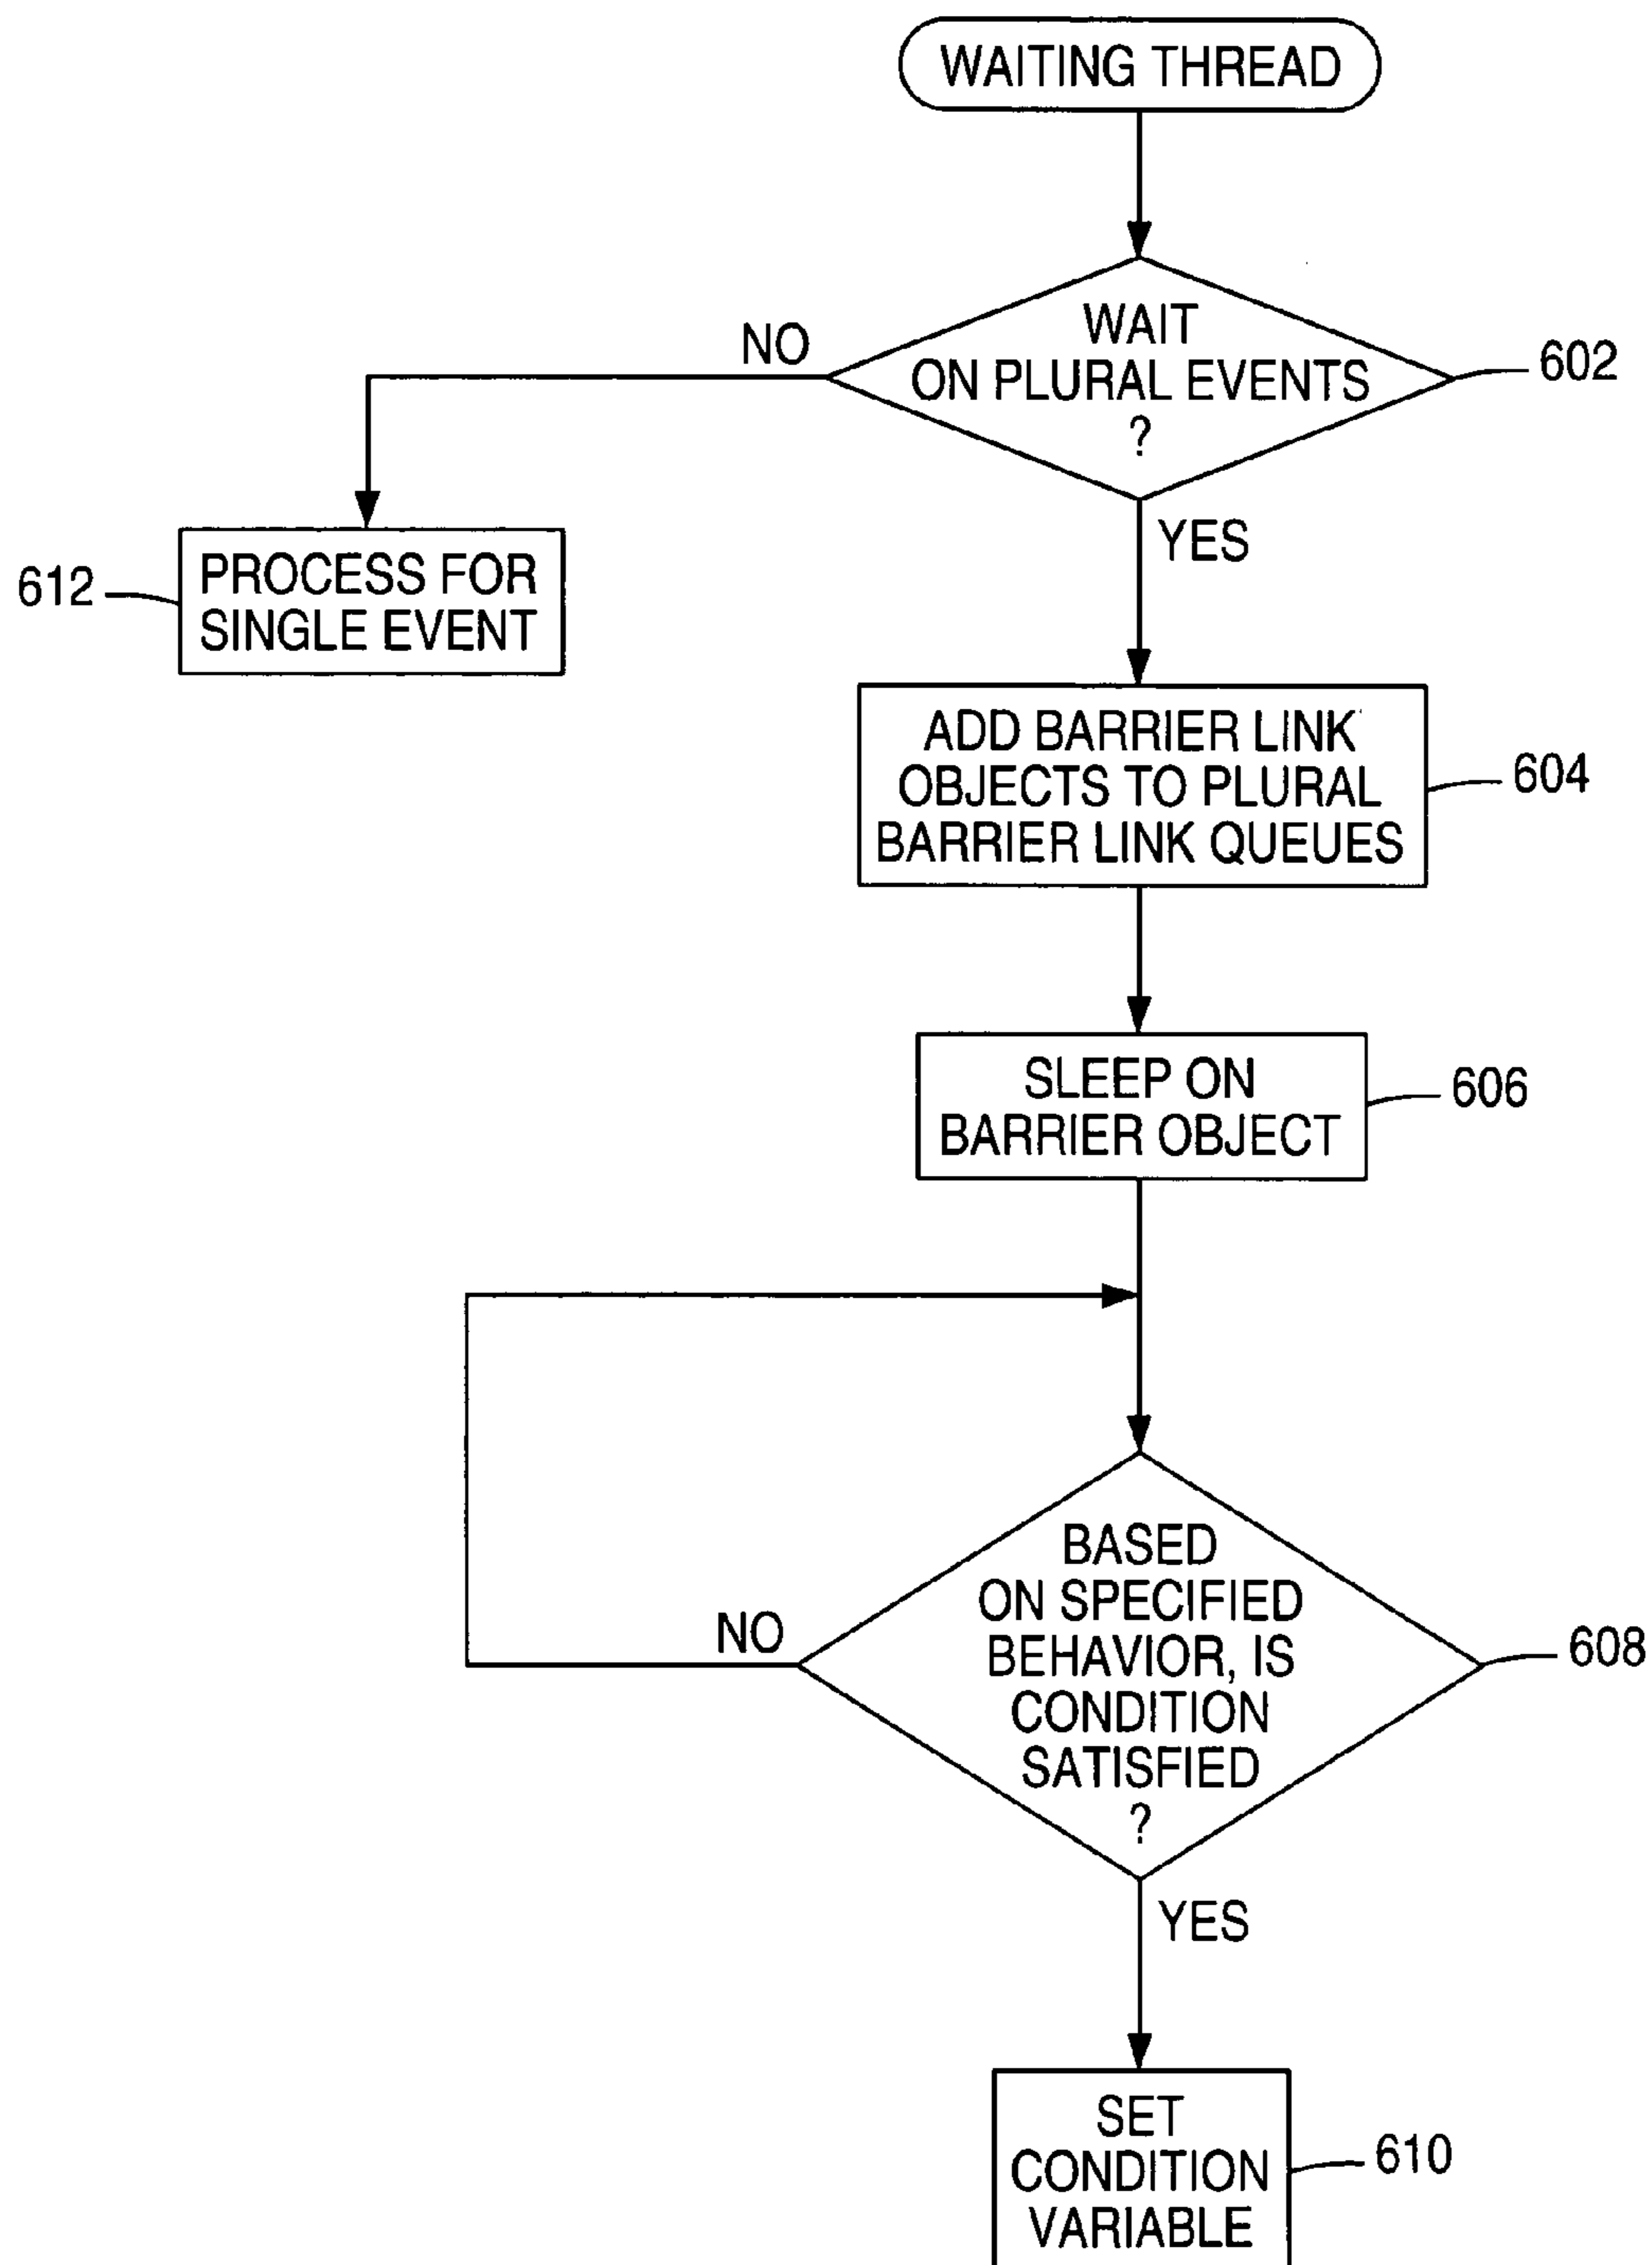 WAITING THREAD
WAIT
ON PLURAL EVENTS
?
602
NO
YES
PROCESS FOR
SINGLE EVENT
612
ADD BARRIER LINK
OBJECTS TO PLURAL
BARRIER LINK QUEUES
604
SLEEP ON
BARRIER OBJECT
606
BASED
ON SPECIFIED
BEHAVIOR, IS
CONDITION
SATISFIED
?
608
NO
YES
SET
CONDITION
VARIABLE
610